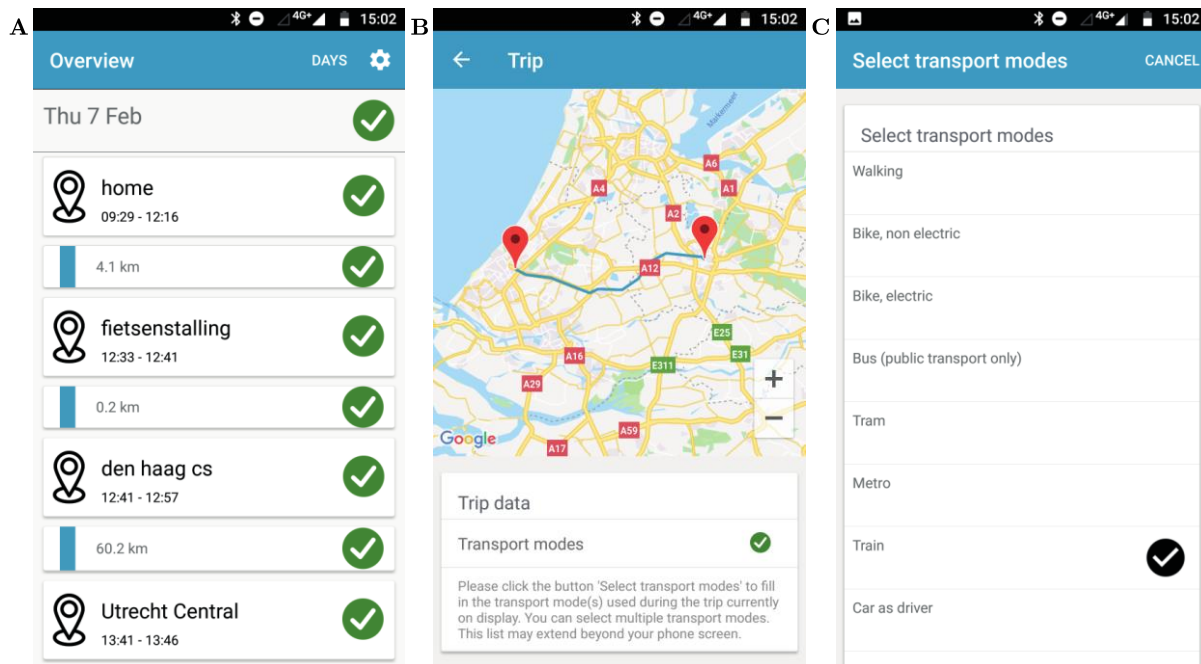 A
4G+ 15:02
Overview DAYS
Thu 7 Feb
home
09:29 - 12:16
4.1 km
fietsenstalling
12:33 - 12:41
0.2 km
den haag cs
12:41 - 12:57
60.2 km
Utrecht Central
13:41 - 13:46
B
4G+ 15:02
Trip
Markermeer
A6
A4
A1
A2
A12
E25
A16
E31
E311
A29
A59
A17
+
−
Google
Trip data
Transport modes
Please click the button 'Select transport modes' to fill
in the transport mode(s) used during the trip currently
on display. You can select multiple transport modes.
This list may extend beyond your phone screen.
C
4G+ 15:02
Select transport modes CANCEL
Select transport modes
Walking
Bike, non electric
Bike, electric
Bus (public transport only)
Tram
Metro
Train
Car as driver